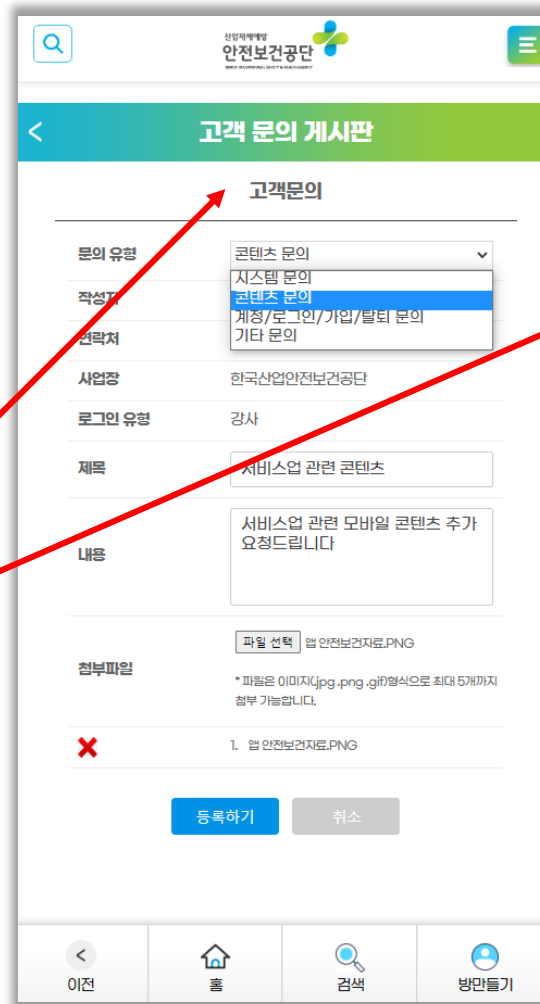 산업재해예방
안전보건공단
고객 문의 게시판
고객문의
문의 유형
콘텐츠 문의
시스템 문의
콘텐츠 문의
계정/로그인/가입/탈퇴 문의
기타 문의
작성자
연락처
사업장
한국산업안전보건공단
로그인 유형
강사
제목
서비스업 관련 콘텐츠
내용
서비스업 관련 모바일 콘텐츠 추가
요청드립니다
첨부파일
파일 선택 앱 안전보건자료.PNG
* 파일은 이미지(.jpg .png .gif)형식으로 최대 5개까지
첨부 가능합니다.
1. 앱 안전보건자료.PNG
등록하기
취소
이전
홈
검색
방만들기